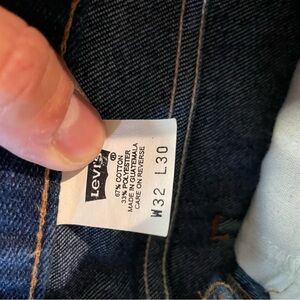 LEVI'S
67% COTTON
33% POLYESTER
MADE IN GUATEMALA
CARE ON REVERSE
W32 L30